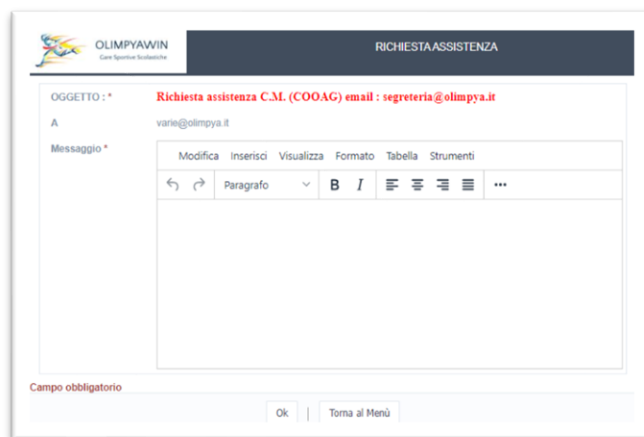 OLIMPYAWIN
Gare Sportive Scolastiche
RICHIESTA ASSISTENZA
OGGETTO : * Richiesta assistenza C.M. (COOAG) email : segreteria@olimpya.it
A varie@olimpya.it
Messaggio *
Modifica Inserisci Visualizza Formato Tabella Strumenti
Paragrafo B I
Campo obbligatorio
Ok | Torna al Menù